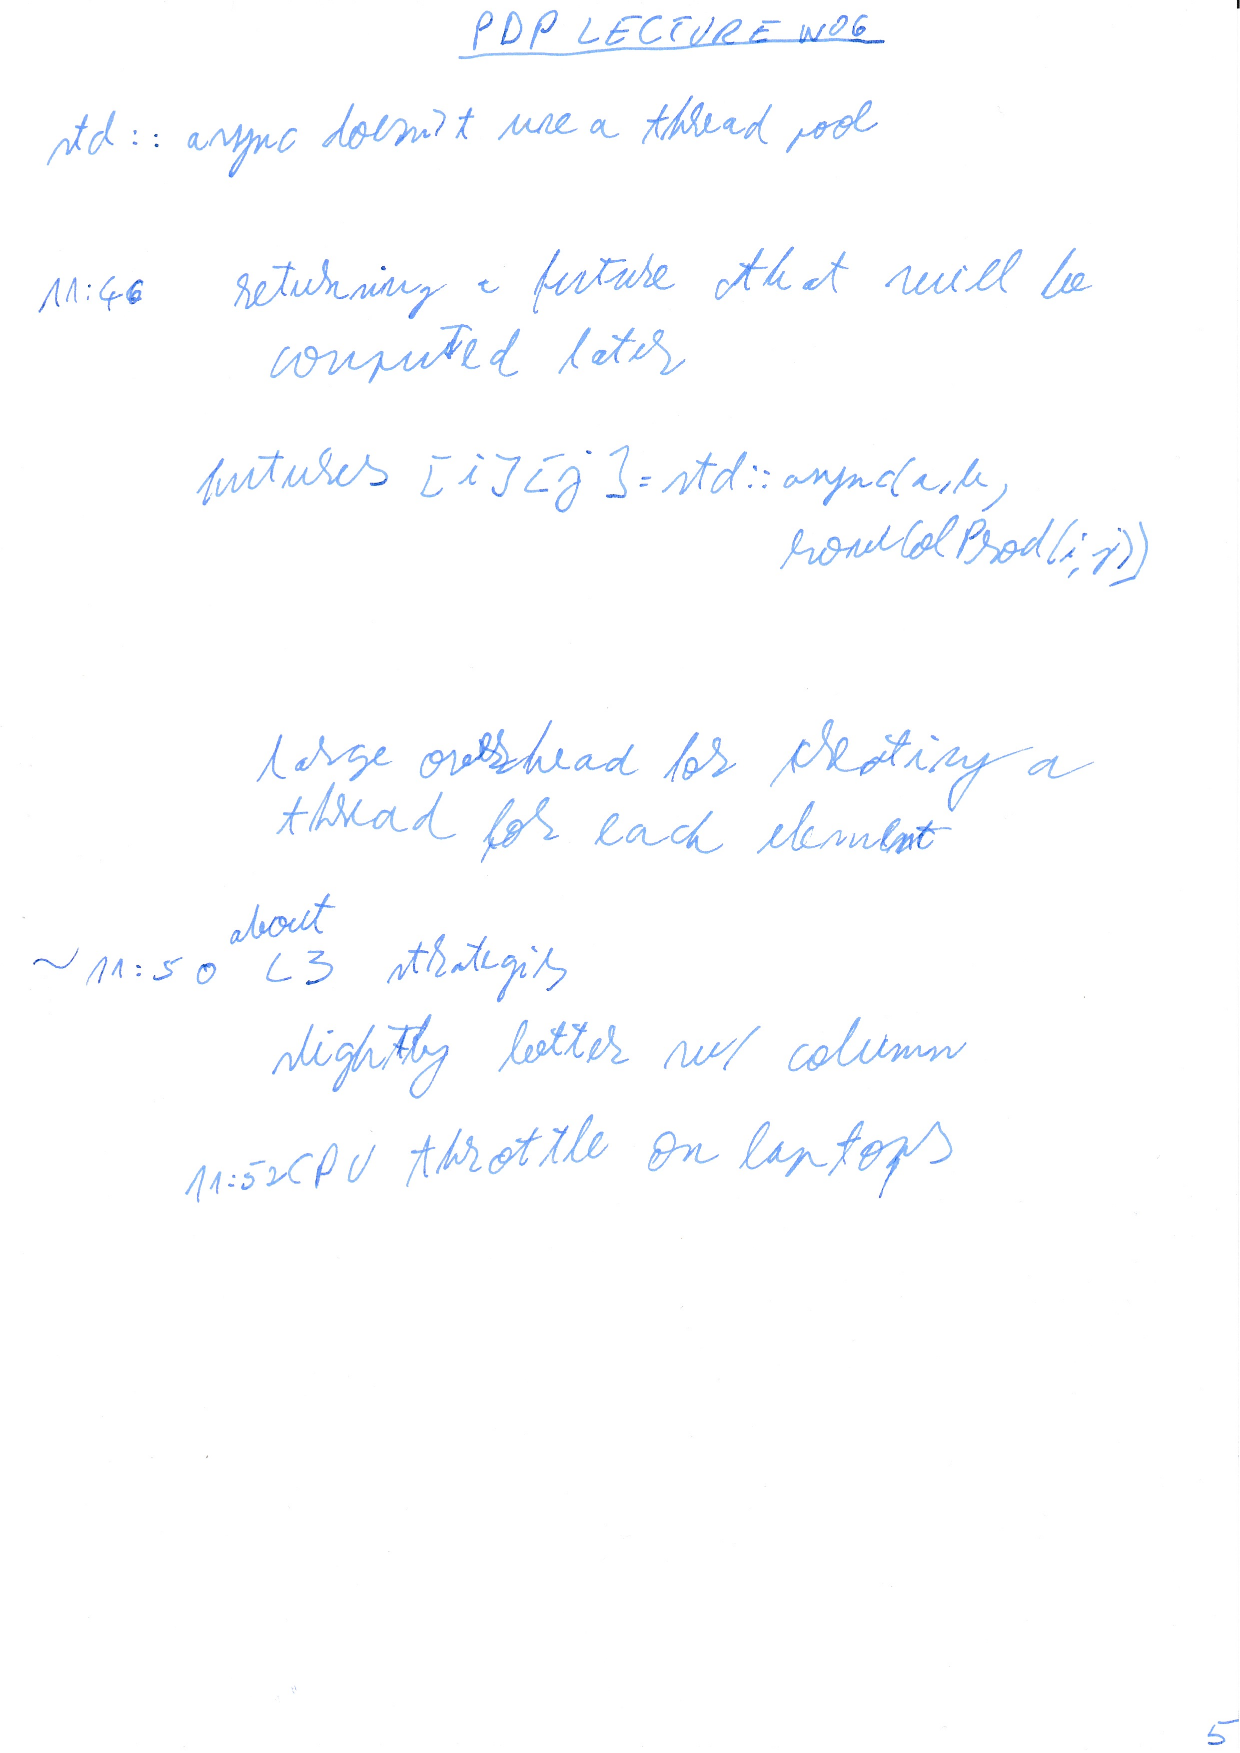 PDP LECTURE W06
std::async doesn't use a thread pool
11:46 returning a future that will be
computed later
futures [i][j]=std::async(a,b,
rowColProd(i,j))
large overhead for creating a
thread for each element
about
~11:50 L3 strategies
slightly better w/ column
11:52 CPU throttle on laptops
5